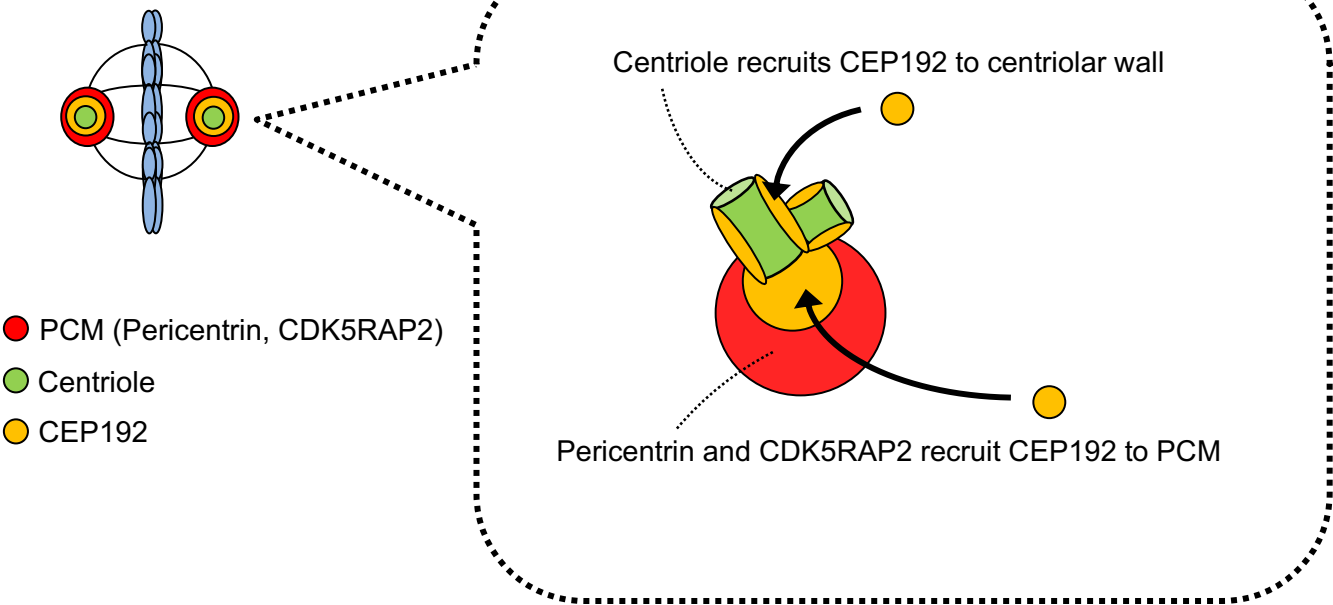 Centriole recruits CEP192 to centriolar wall
PCM (Pericentrin, CDK5RAP2)
Centriole
CEP192
Pericentrin and CDK5RAP2 recruit CEP192 to PCM